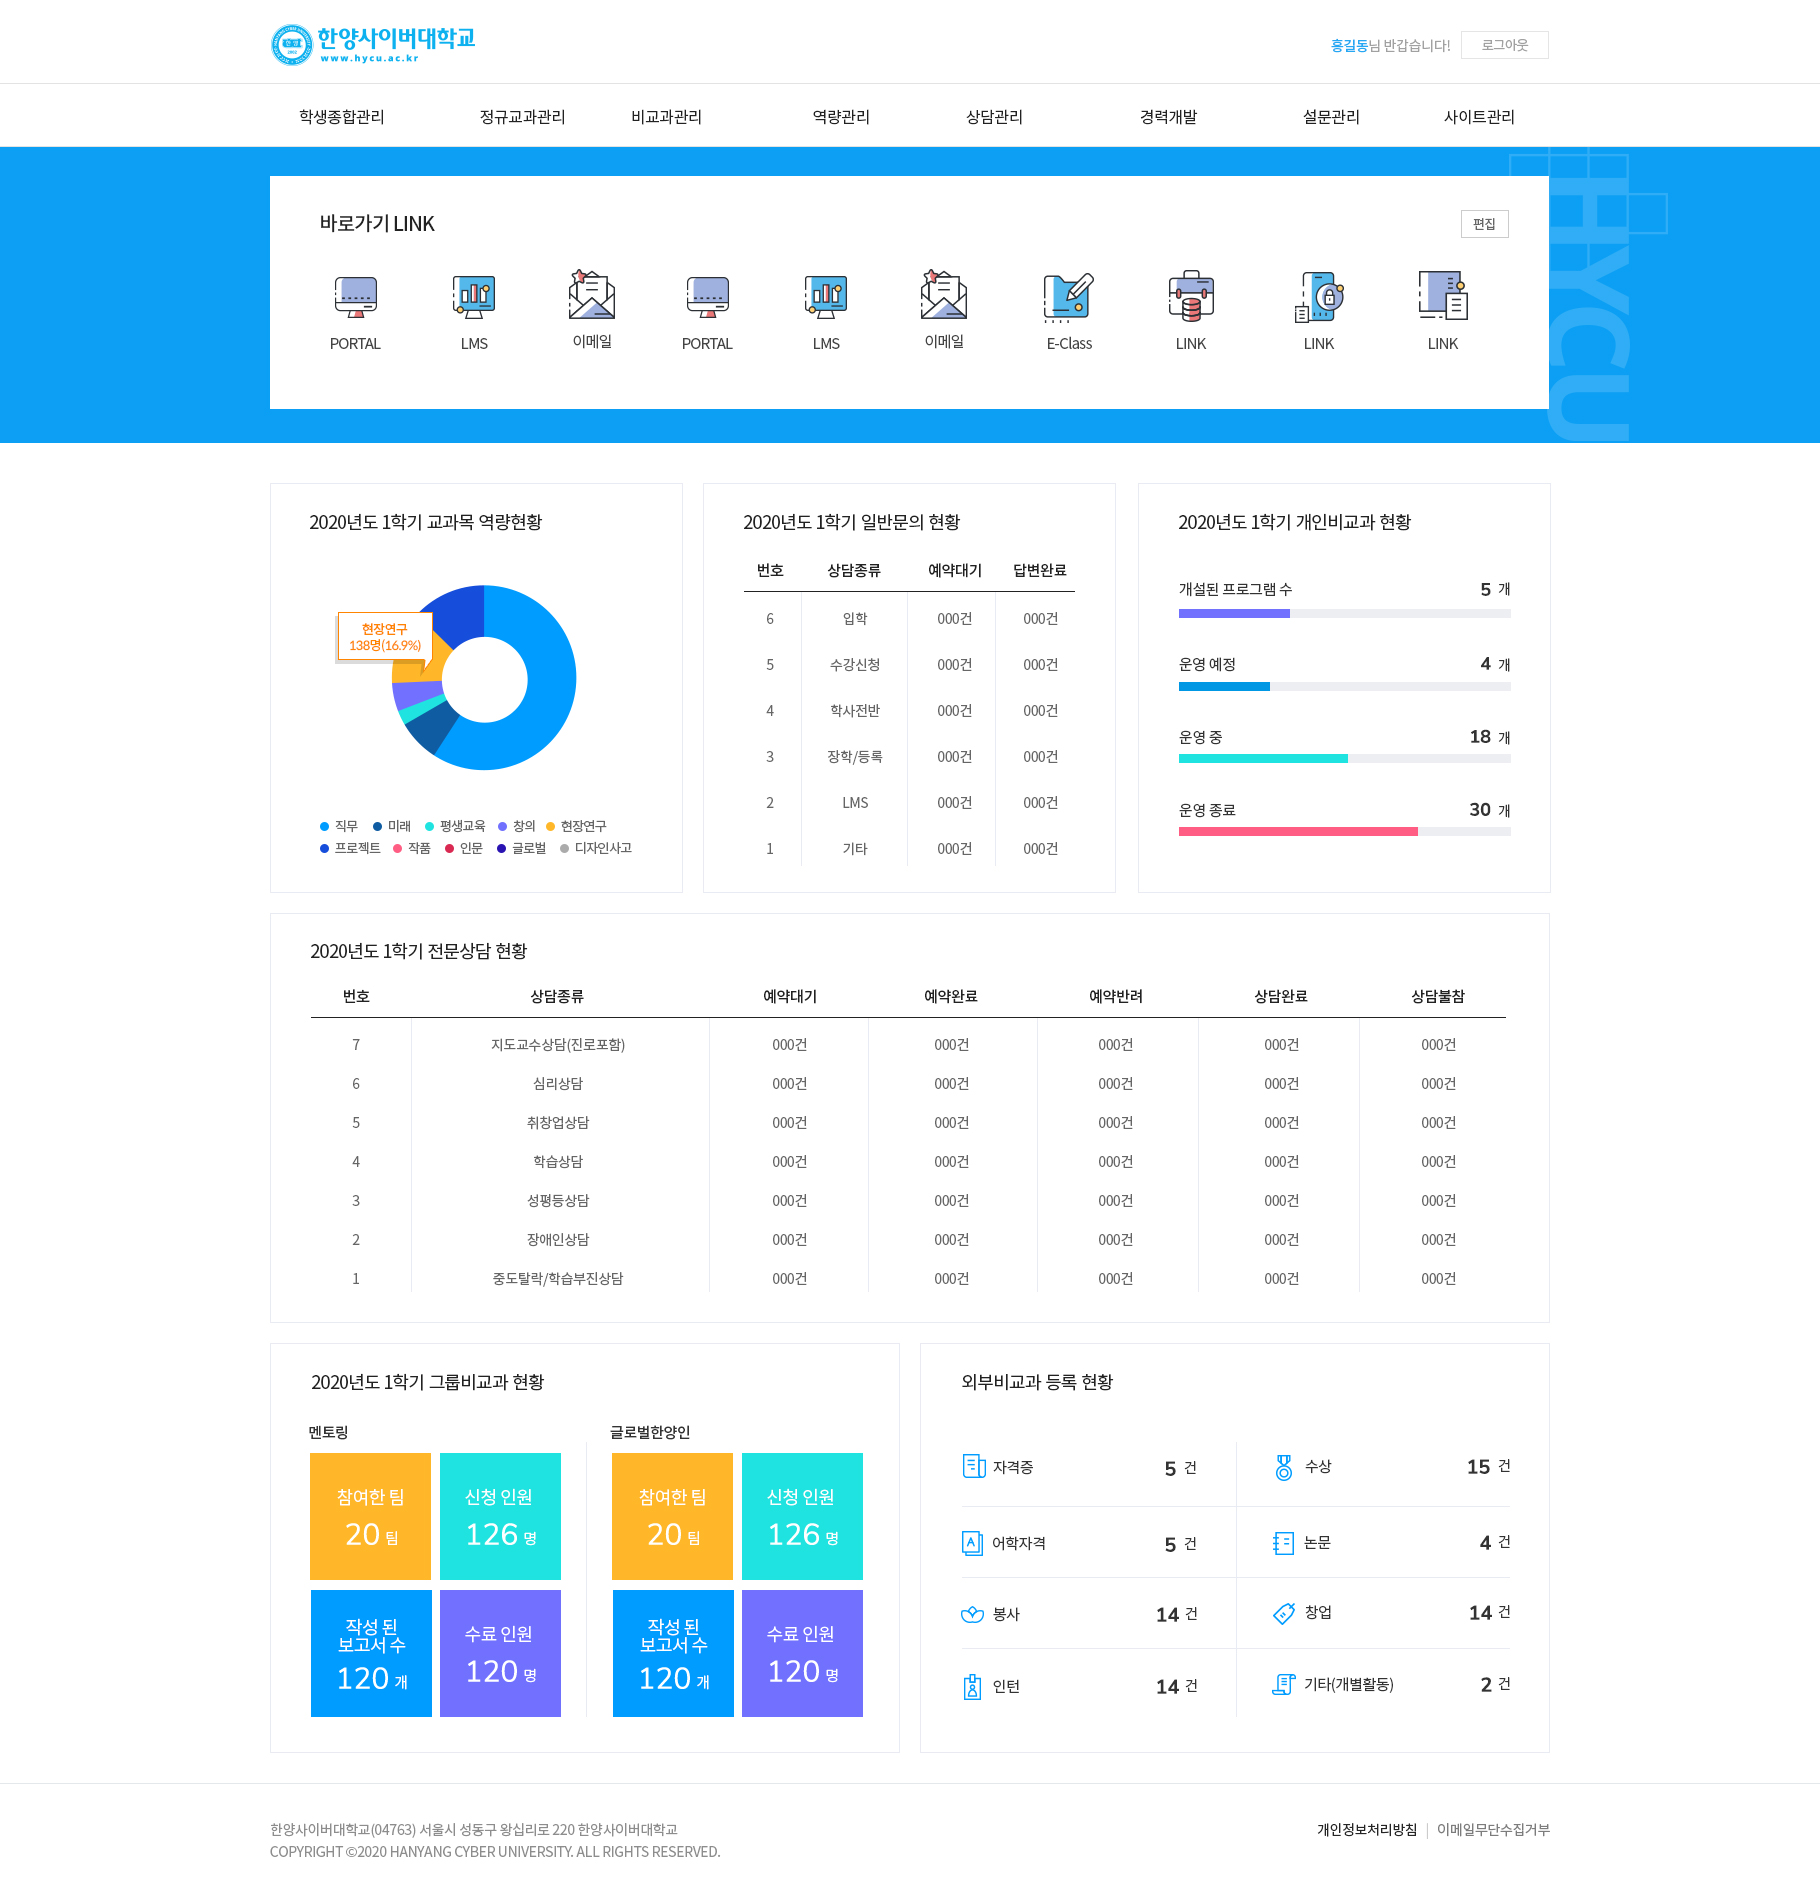 한양사이버대학교
www.hycu.ac.kr
홍길동님 반갑습니다! 로그아웃
학생종합관리 정규교과관리 비교과관리 역량관리 상담관리 경력개발 설문관리 사이트관리
HYCU
바로가기 LINK 편집
PORTAL LMS 이메일 PORTAL LMS 이메일 E-Class LINK LINK LINK
2020년도 1학기 교과목 역량현황
현장연구
138명(16.9%)
직무 미래 평생교육 창의 현장연구
프로젝트 작품 인문 글로벌 디자인사고
2020년도 1학기 일반문의 현황
번호 상담종류 예약대기 답변완료
6 입학 000건 000건
5 수강신청 000건 000건
4 학사전반 000건 000건
3 장학/등록 000건 000건
2 LMS 000건 000건
1 기타 000건 000건
2020년도 1학기 개인비교과 현황
개설된 프로그램 수 5 개
운영 예정 4 개
운영 중 18 개
운영 종료 30 개
2020년도 1학기 전문상담 현황
번호 상담종류 예약대기 예약완료 예약반려 상담완료 상담불참
7 지도교수상담(진로포함) 000건 000건 000건 000건 000건
6 심리상담 000건 000건 000건 000건 000건
5 취창업상담 000건 000건 000건 000건 000건
4 학습상담 000건 000건 000건 000건 000건
3 성평등상담 000건 000건 000건 000건 000건
2 장애인상담 000건 000건 000건 000건 000건
1 중도탈락/학습부진상담 000건 000건 000건 000건 000건
2020년도 1학기 그룹비교과 현황
멘토링
참여한 팀
20 팀
신청 인원
126 명
작성 된
보고서 수
120 개
수료 인원
120 명
글로벌한양인
참여한 팀
20 팀
신청 인원
126 명
작성 된
보고서 수
120 개
수료 인원
120 명
외부비교과 등록 현황
자격증 5 건 수상 15 건
어학자격 5 건 논문 4 건
봉사 14 건 창업 14 건
인턴 14 건 기타(개별활동) 2 건
한양사이버대학교(04763) 서울시 성동구 왕십리로 220 한양사이버대학교
COPYRIGHT ©2020 HANYANG CYBER UNIVERSITY. ALL RIGHTS RESERVED.
개인정보처리방침 | 이메일무단수집거부